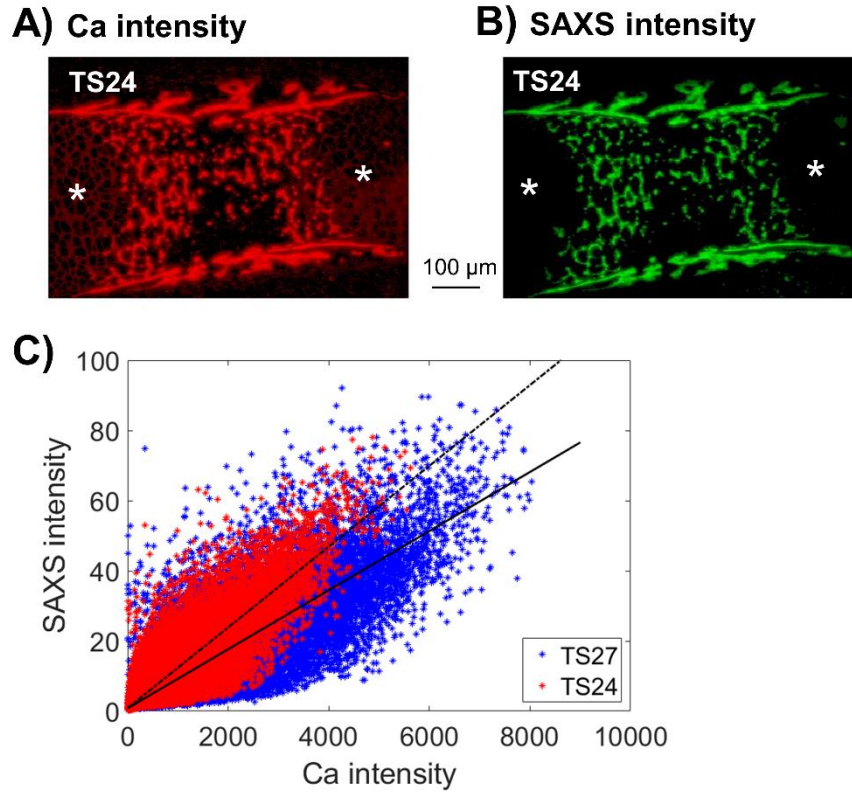 A) Ca intensity
B) SAXS intensity
TS24
TS24
*
*
*
*
100 µm
C)
100
80
60
40
20
0
SAXS intensity
0
2000
4000
6000
8000
10000
Ca intensity
* TS27
* TS24